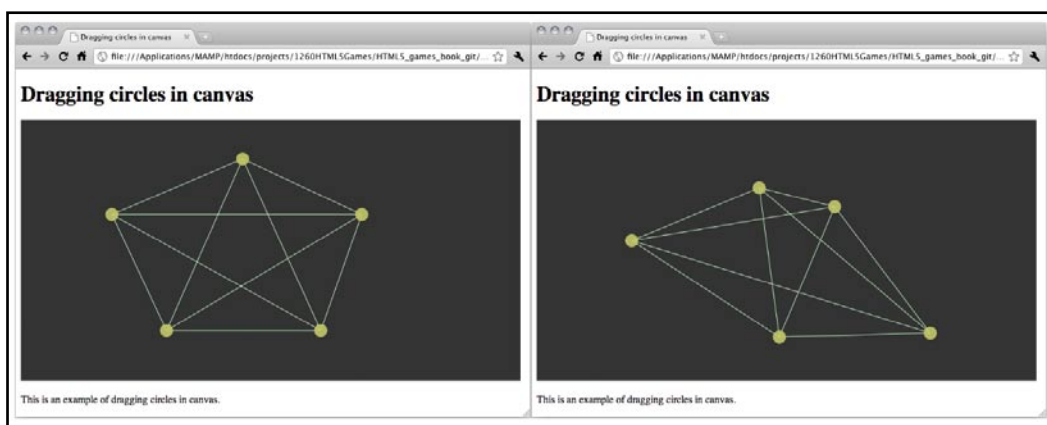 Dragging circles in canvas
file:///Applications/MAMP/htdocs/projects/1260HTML5Games/HTML5_games_book_git/...
Dragging circles in canvas
This is an example of dragging circles in canvas.
Dragging circles in canvas
file:///Applications/MAMP/htdocs/projects/1260HTML5Games/HTML5_games_book_git/...
Dragging circles in canvas
This is an example of dragging circles in canvas.